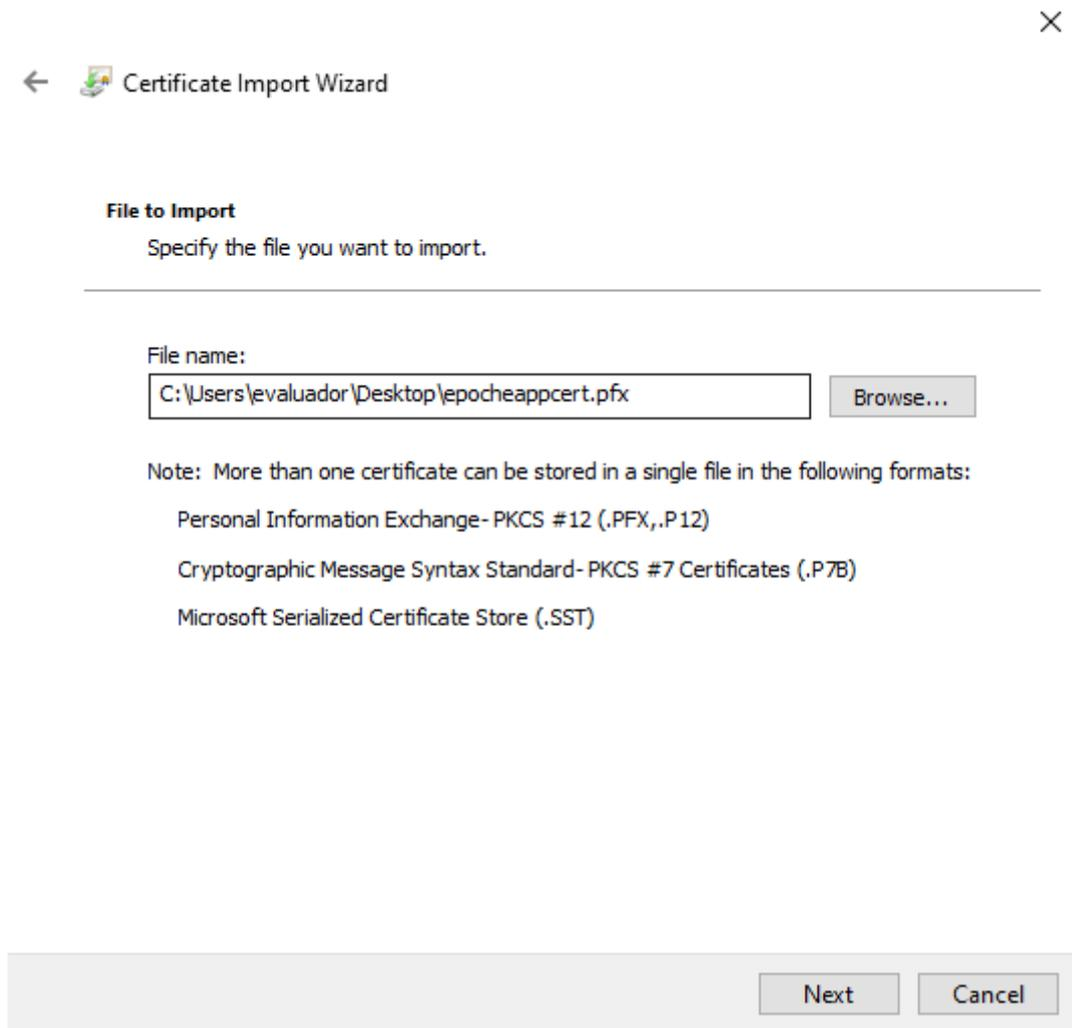 Certificate Import Wizard
File to Import
Specify the file you want to import.
File name:
C:\Users\evaluador\Desktop\epocheappcert.pfx
Browse...
Note: More than one certificate can be stored in a single file in the following formats:
Personal Information Exchange- PKCS #12 (.PFX,.P12)
Cryptographic Message Syntax Standard- PKCS #7 Certificates (.P7B)
Microsoft Serialized Certificate Store (.SST)
Next
Cancel